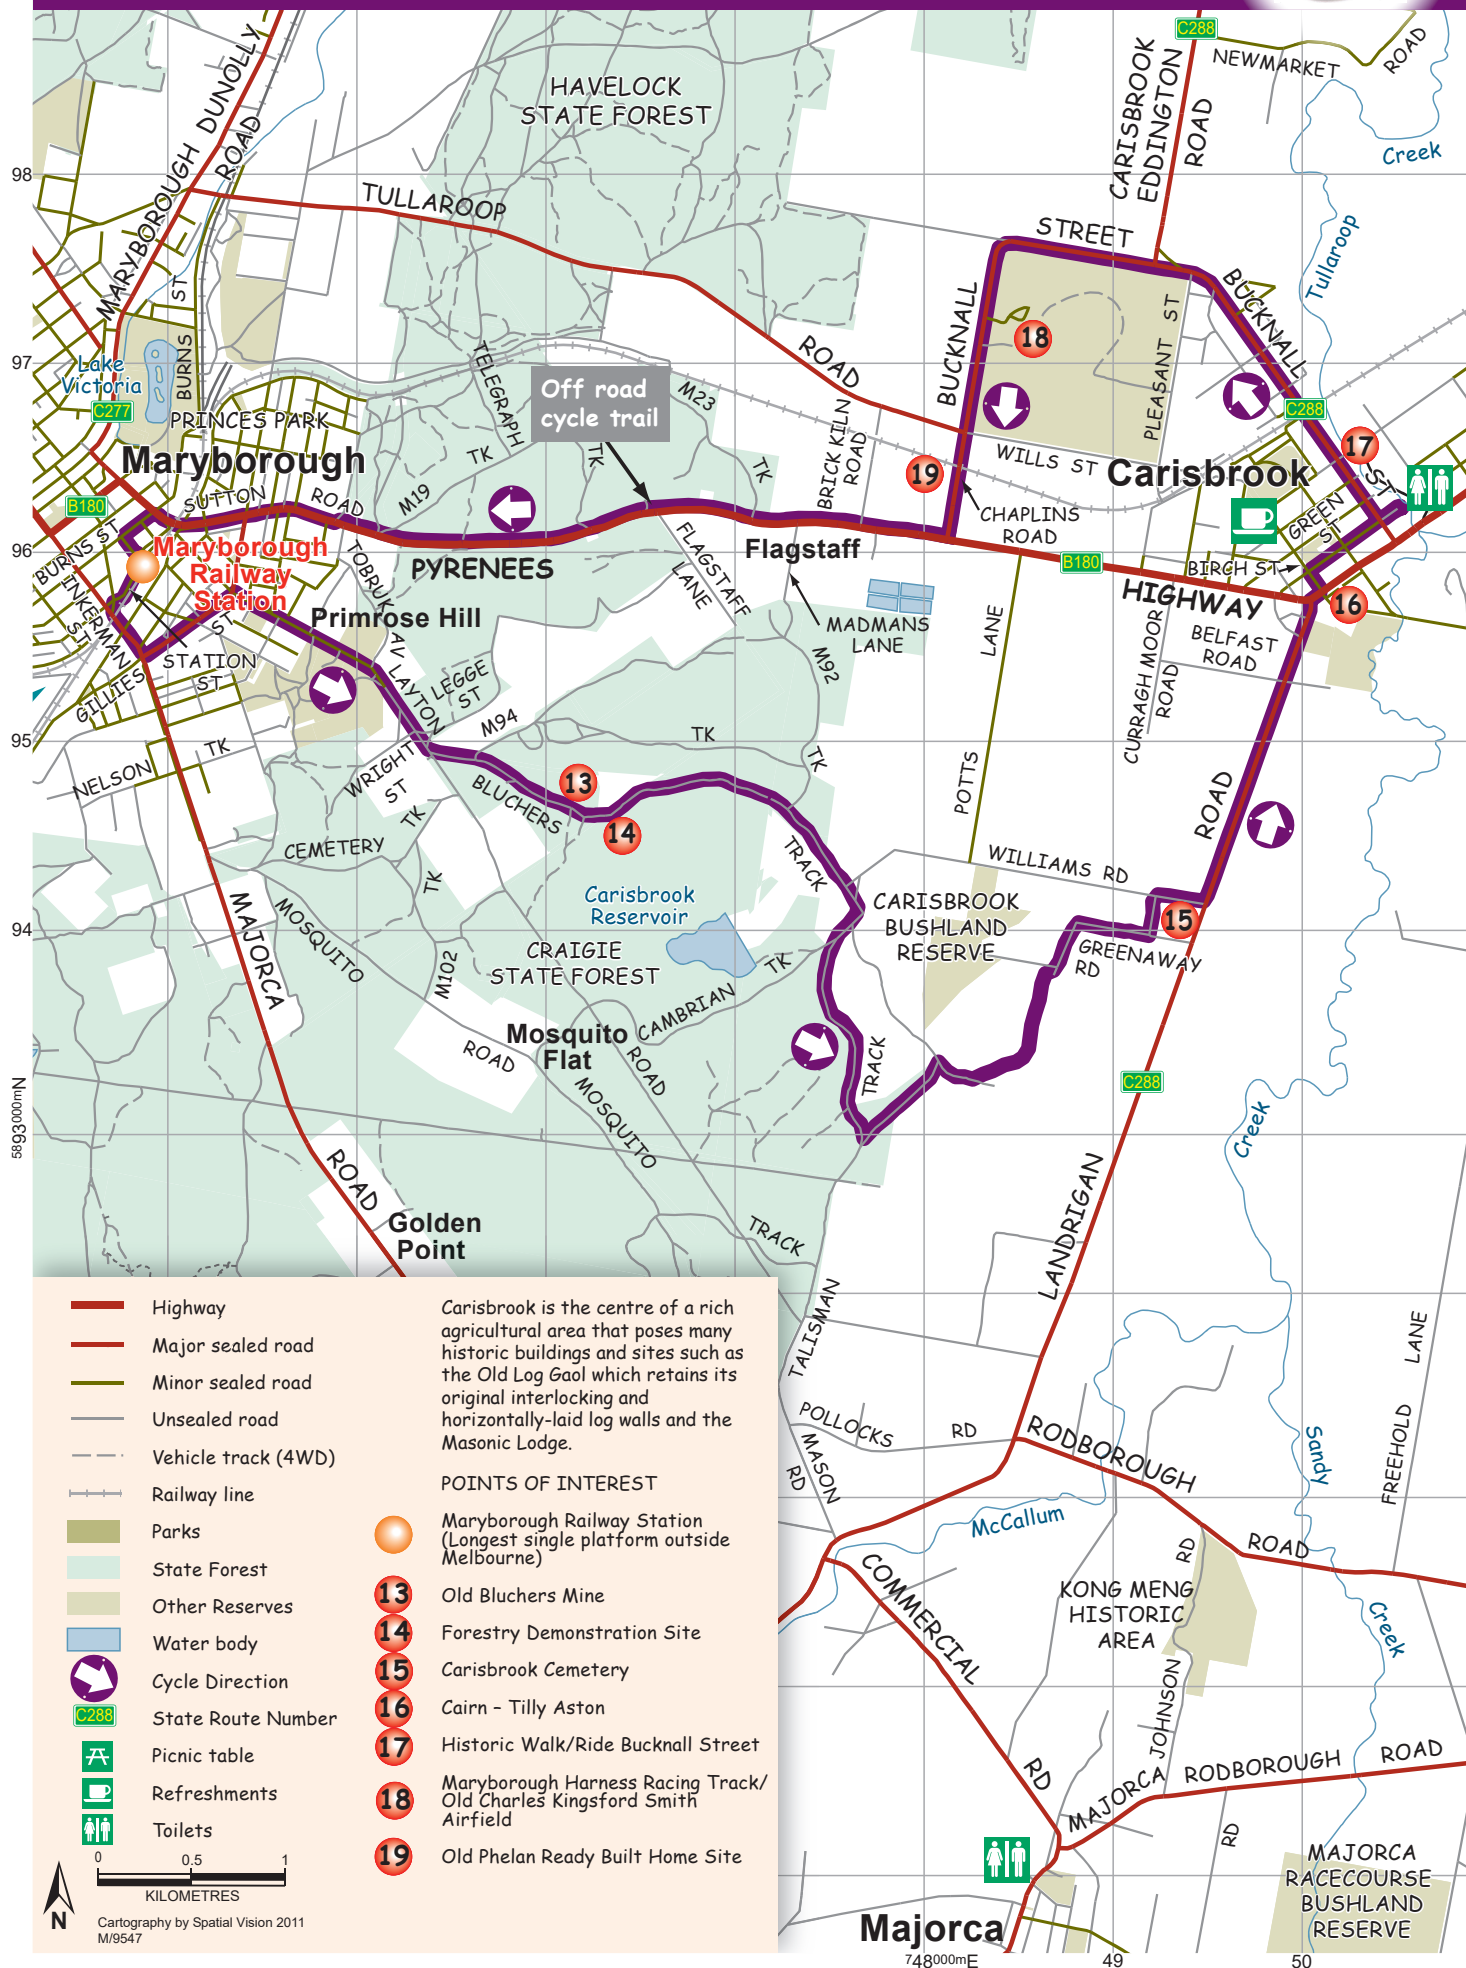 C288
NEWMARKET
ROAD
CARISBROOK
EDDINGTON
ROAD
Creek
HAVELOCK
STATE FOREST
MARYBOROUGH DUNOLLY
ROAD
98
TULLAROOP
STREET
Tullaroop
BUCKNALL
ST
BURNS
BUCKNALL
PLEASANT ST
18
97
Lake
Victoria
C277
TELEGRAPH
TK
Off road
cycle trail
M23
ROAD
PRINCES PARK
Maryborough
C288
17
ST
BRICK KILN
ROAD
WILLS ST
Carisbrook
19
TK
TK
B180
SUTTON
ROAD
M19
GREEN
ST
CHAPLINS
ROAD
96
BURNS ST
Maryborough
Railway
Station
TOBRUK
AV
PYRENEES
FLAGSTAFF
LANE
Flagstaff
B180
BIRCH ST
HIGHWAY
16
INKERMAN
ST
ST
Primrose Hill
MADMANS
LANE
LANE
CURRAGH MOOR
ROAD
BELFAST
ROAD
STATION
ST
GILLIES
LAYTON
LEGGE
ST
M92
M94
95
TK
TK
TK
NELSON
WRIGHT
ST
BLUCHERS
13
14
TK
POTTS
ROAD
CEMETERY
TRACK
WILLIAMS RD
TK
Carisbrook
Reservoir
CARISBROOK
BUSHLAND
RESERVE
15
94
MAJORCA
MOSQUITO
M102
CRAIGIE
STATE FOREST
TK
GREENAWAY
RD
CAMBRIAN
Mosquito
Flat
ROAD
ROAD
TRACK
C288
5893000mN
MOSQUITO
Creek
ROAD
LANDRIGAN
Golden
Point
TRACK
TALISMAN
LANE
FREEHOLD
POLLOCKS
RD
MASON
RD
RODBOROUGH
Sandy
McCallum
ROAD
COMMERCIAL
RD
KONG MENG
HISTORIC
AREA
RD
Creek
JOHNSON
MAJORCA
RODBOROUGH
ROAD
RD
MAJORCA
RACECOURSE
BUSHLAND
RESERVE
Majorca
748000mE
49
50
Highway
Major sealed road
Minor sealed road
Unsealed road
Vehicle track (4WD)
Railway line
Parks
State Forest
Other Reserves
Water body
Cycle Direction
C288
State Route Number
Picnic table
Refreshments
Toilets
0
0.5
1
KILOMETRES
N
Cartography by Spatial Vision 2011
M/9547
Carisbrook is the centre of a rich
agricultural area that poses many
historic buildings and sites such as
the Old Log Gaol which retains its
original interlocking and
horizontally-laid log walls and the
Masonic Lodge.
POINTS OF INTEREST
Maryborough Railway Station
(Longest single platform outside
Melbourne)
13
Old Bluchers Mine
14
Forestry Demonstration Site
15
Carisbrook Cemetery
16
Cairn – Tilly Aston
17
Historic Walk/Ride Bucknall Street
18
Maryborough Harness Racing Track/
Old Charles Kingsford Smith
Airfield
19
Old Phelan Ready Built Home Site